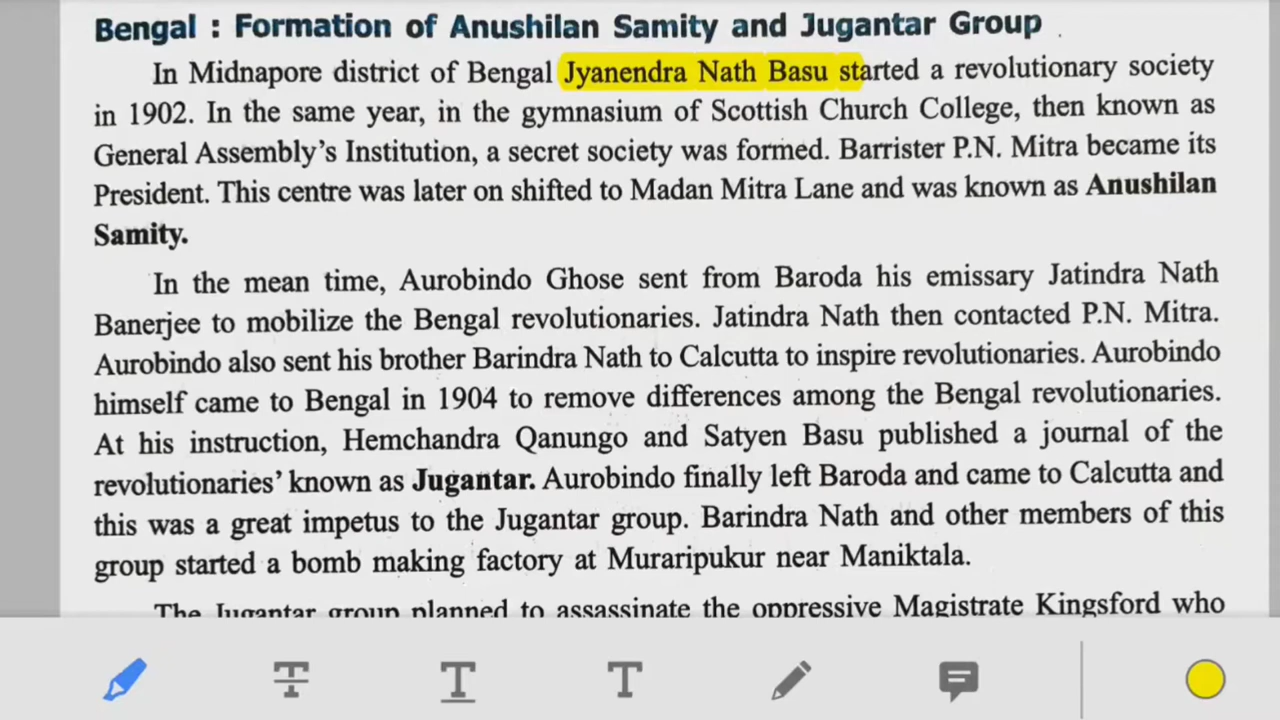 Bengal : Formation of Anushilan Samity and Jugantar Group
In Midnapore district of Bengal Jyanendra Nath Basu started a revolutionary society
in 1902. In the same year, in the gymnasium of Scottish Church College, then known as
General Assembly's Institution, a secret society was formed. Barrister P.N. Mitra became its
President. This centre was later on shifted to Madan Mitra Lane and was known as Anushilan
Samity.
In the mean time, Aurobindo Ghose sent from Baroda his emissary Jatindra Nath
Banerjee to mobilize the Bengal revolutionaries. Jatindra Nath then contacted P.N. Mitra.
Aurobindo also sent his brother Barindra Nath to Calcutta to inspire revolutionaries. Aurobindo
himself came to Bengal in 1904 to remove differences among the Bengal revolutionaries.
At his instruction, Hemchandra Qanungo and Satyen Basu published a journal of the
revolutionaries' known as Jugantar. Aurobindo finally left Baroda and came to Calcutta and
this was a great impetus to the Jugantar group. Barindra Nath and other members of this
group started a bomb making factory at Muraripukur near Maniktala.
The Jugantar group planned to assassinate the oppressive Magistrate Kingsford who